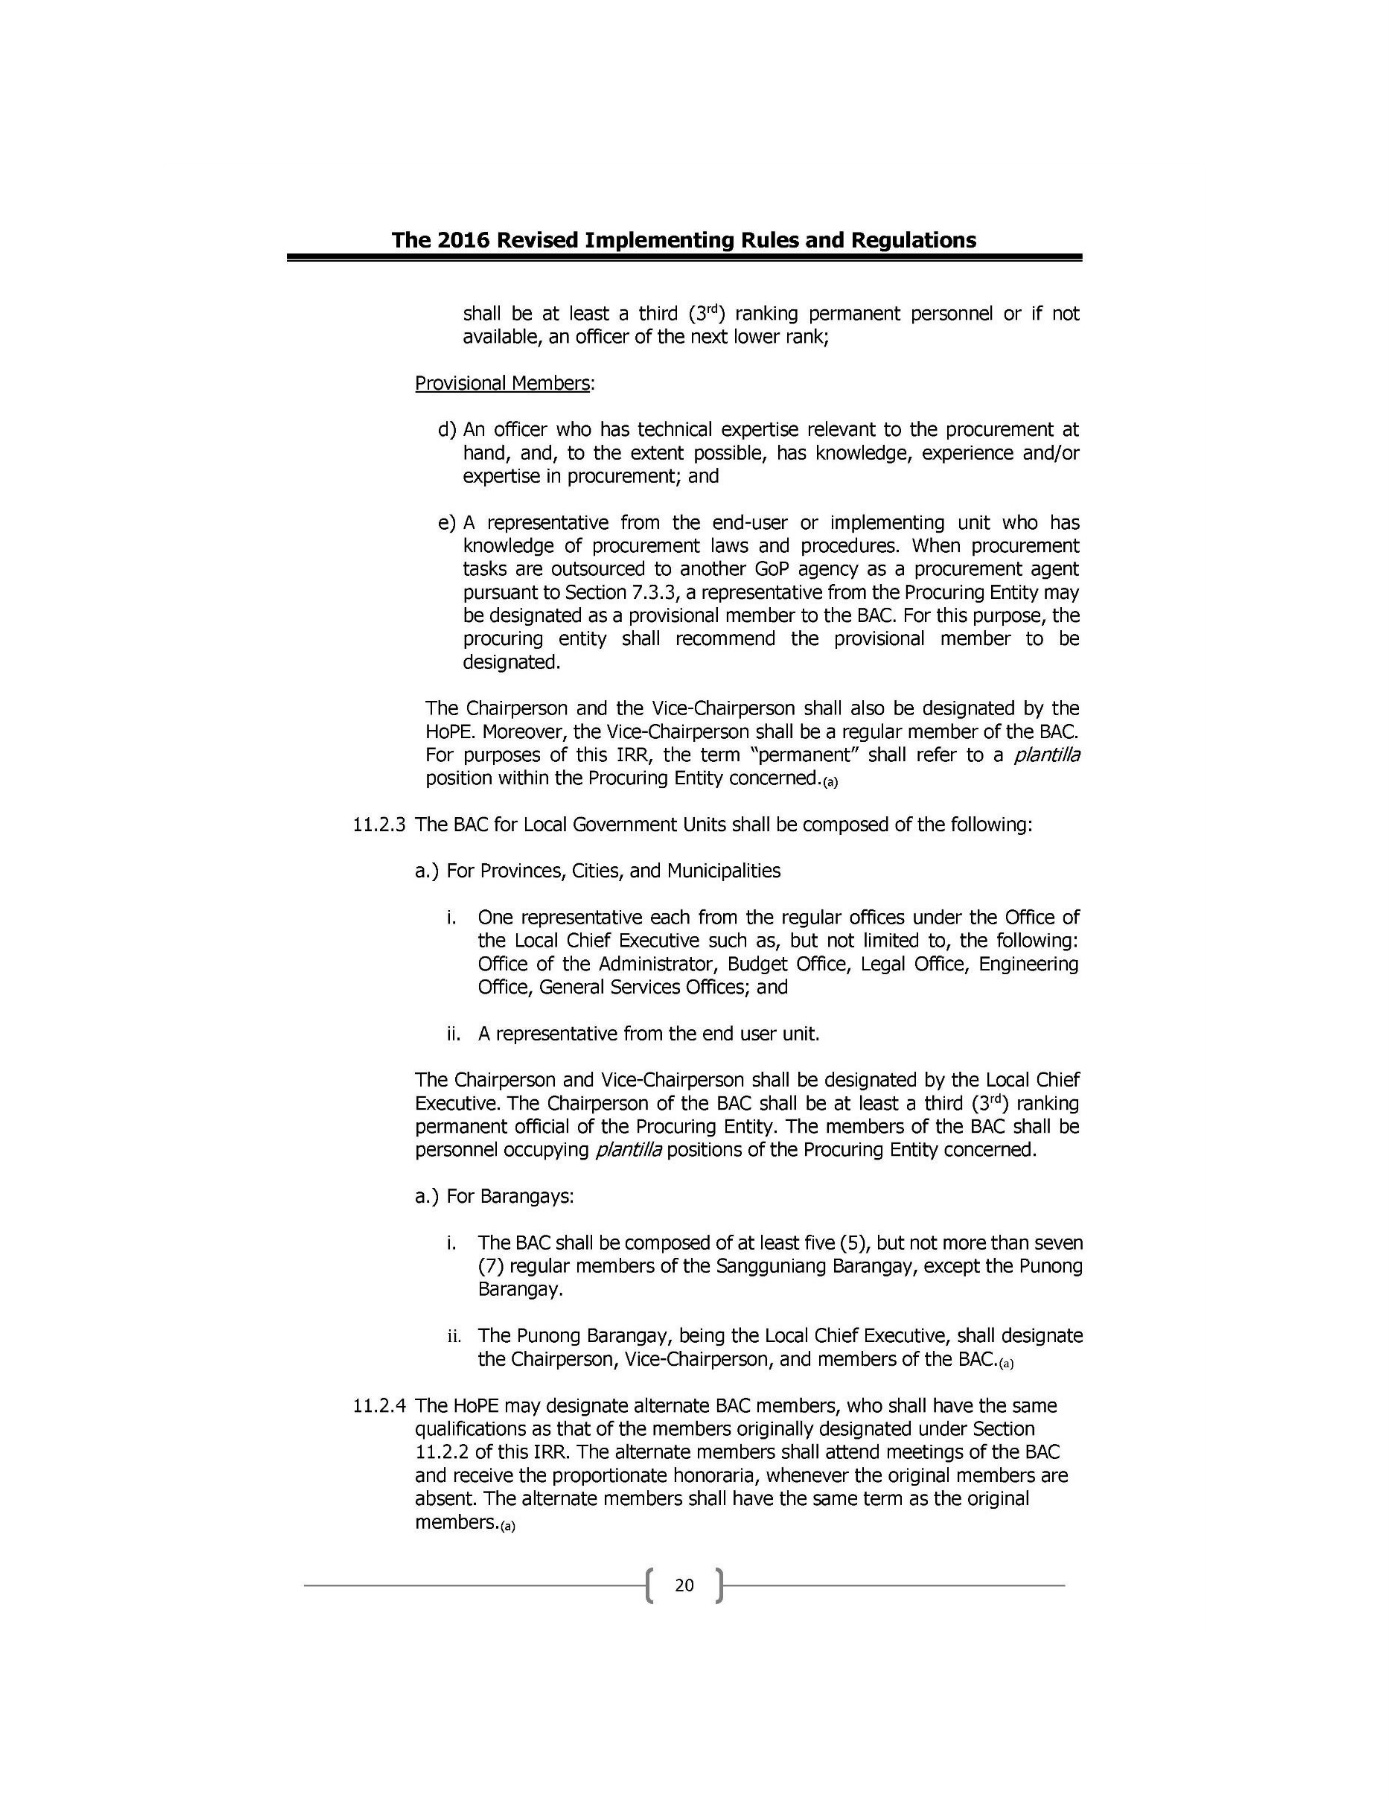 The 2016 Revised Implementing Rules and Regulations
shall be at least a third (3rd) ranking permanent personnel or if not
available, an officer of the next lower rank;
Provisional Members:
d) An officer who has technical expertise relevant to the procurement at
hand, and, to the extent possible, has knowledge, experience and/or
expertise in procurement; and
e) A representative from the end-user or implementing unit who has
knowledge of procurement laws and procedures. When procurement
tasks are outsourced to another GoP agency as a procurement agent
pursuant to Section 7.3.3, a representative from the Procuring Entity may
be designated as a provisional member to the BAC. For this purpose, the
procuring entity shall recommend the provisional member to be
designated.
The Chairperson and the Vice-Chairperson shall also be designated by the
HoPE. Moreover, the Vice-Chairperson shall be a regular member of the BAC.
For purposes of this IRR, the term "permanent" shall refer to a plantilla
position within the Procuring Entity concerned.(a)
11.2.3 The BAC for Local Government Units shall be composed of the following:
a.) For Provinces, Cities, and Municipalities
i. One representative each from the regular offices under the Office of
the Local Chief Executive such as, but not limited to, the following:
Office of the Administrator, Budget Office, Legal Office, Engineering
Office, General Services Offices; and
ii. A representative from the end user unit.
The Chairperson and Vice-Chairperson shall be designated by the Local Chief
Executive. The Chairperson of the BAC shall be at least a third (3rd) ranking
permanent official of the Procuring Entity. The members of the BAC shall be
personnel occupying plantilla positions of the Procuring Entity concerned.
a.) For Barangays:
i. The BAC shall be composed of at least five (5), but not more than seven
(7) regular members of the Sangguniang Barangay, except the Punong
Barangay.
ii. The Punong Barangay, being the Local Chief Executive, shall designate
the Chairperson, Vice-Chairperson, and members of the BAC.(a)
11.2.4 The HoPE may designate alternate BAC members, who shall have the same
qualifications as that of the members originally designated under Section
11.2.2 of this IRR. The alternate members shall attend meetings of the BAC
and receive the proportionate honoraria, whenever the original members are
absent. The alternate members shall have the same term as the original
members.(a)
20